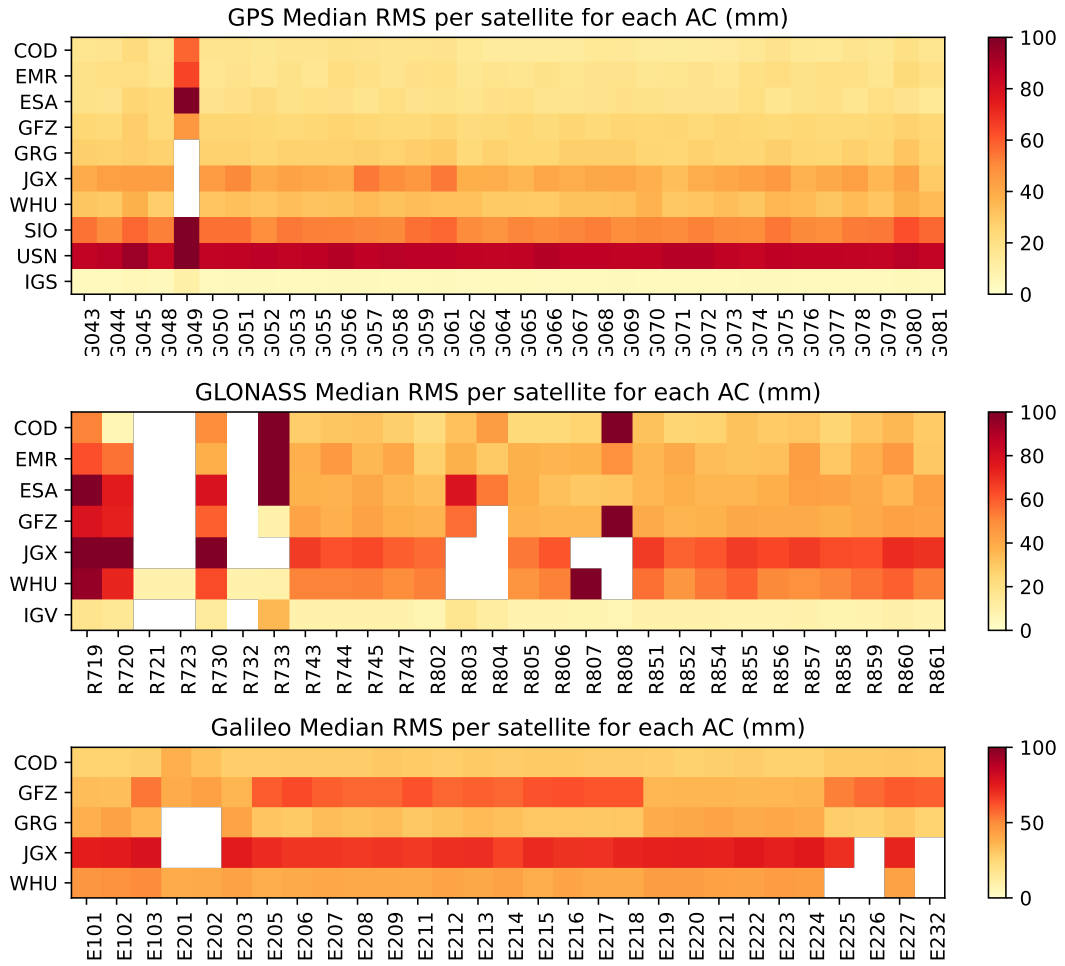 GPS Median RMS per satellite for each AC (mm)
COD
EMR
ESA
GFZ
GRG
JGX
WHU
SIO
USN
IGS
G043 G044 G045 G048 G049 G050 G051 G052 G053 G055 G056 G057 G058 G059 G061 G062 G064 G065 G066 G067 G068 G069 G070 G071 G072 G073 G074 G075 G076 G077 G078 G079 G080 G081
100
80
60
40
20
0
GLONASS Median RMS per satellite for each AC (mm)
COD
EMR
ESA
GFZ
JGX
WHU
IGV
R719 R720 R721 R723 R730 R732 R733 R743 R744 R745 R747 R802 R803 R804 R805 R806 R807 R808 R851 R852 R854 R855 R856 R857 R858 R859 R860 R861
100
80
60
40
20
0
Galileo Median RMS per satellite for each AC (mm)
COD
GFZ
GRG
JGX
WHU
E101 E102 E103 E201 E202 E203 E205 E206 E207 E208 E209 E211 E212 E213 E214 E215 E216 E217 E218 E219 E220 E221 E222 E223 E224 E225 E226 E227 E232
100
50
0